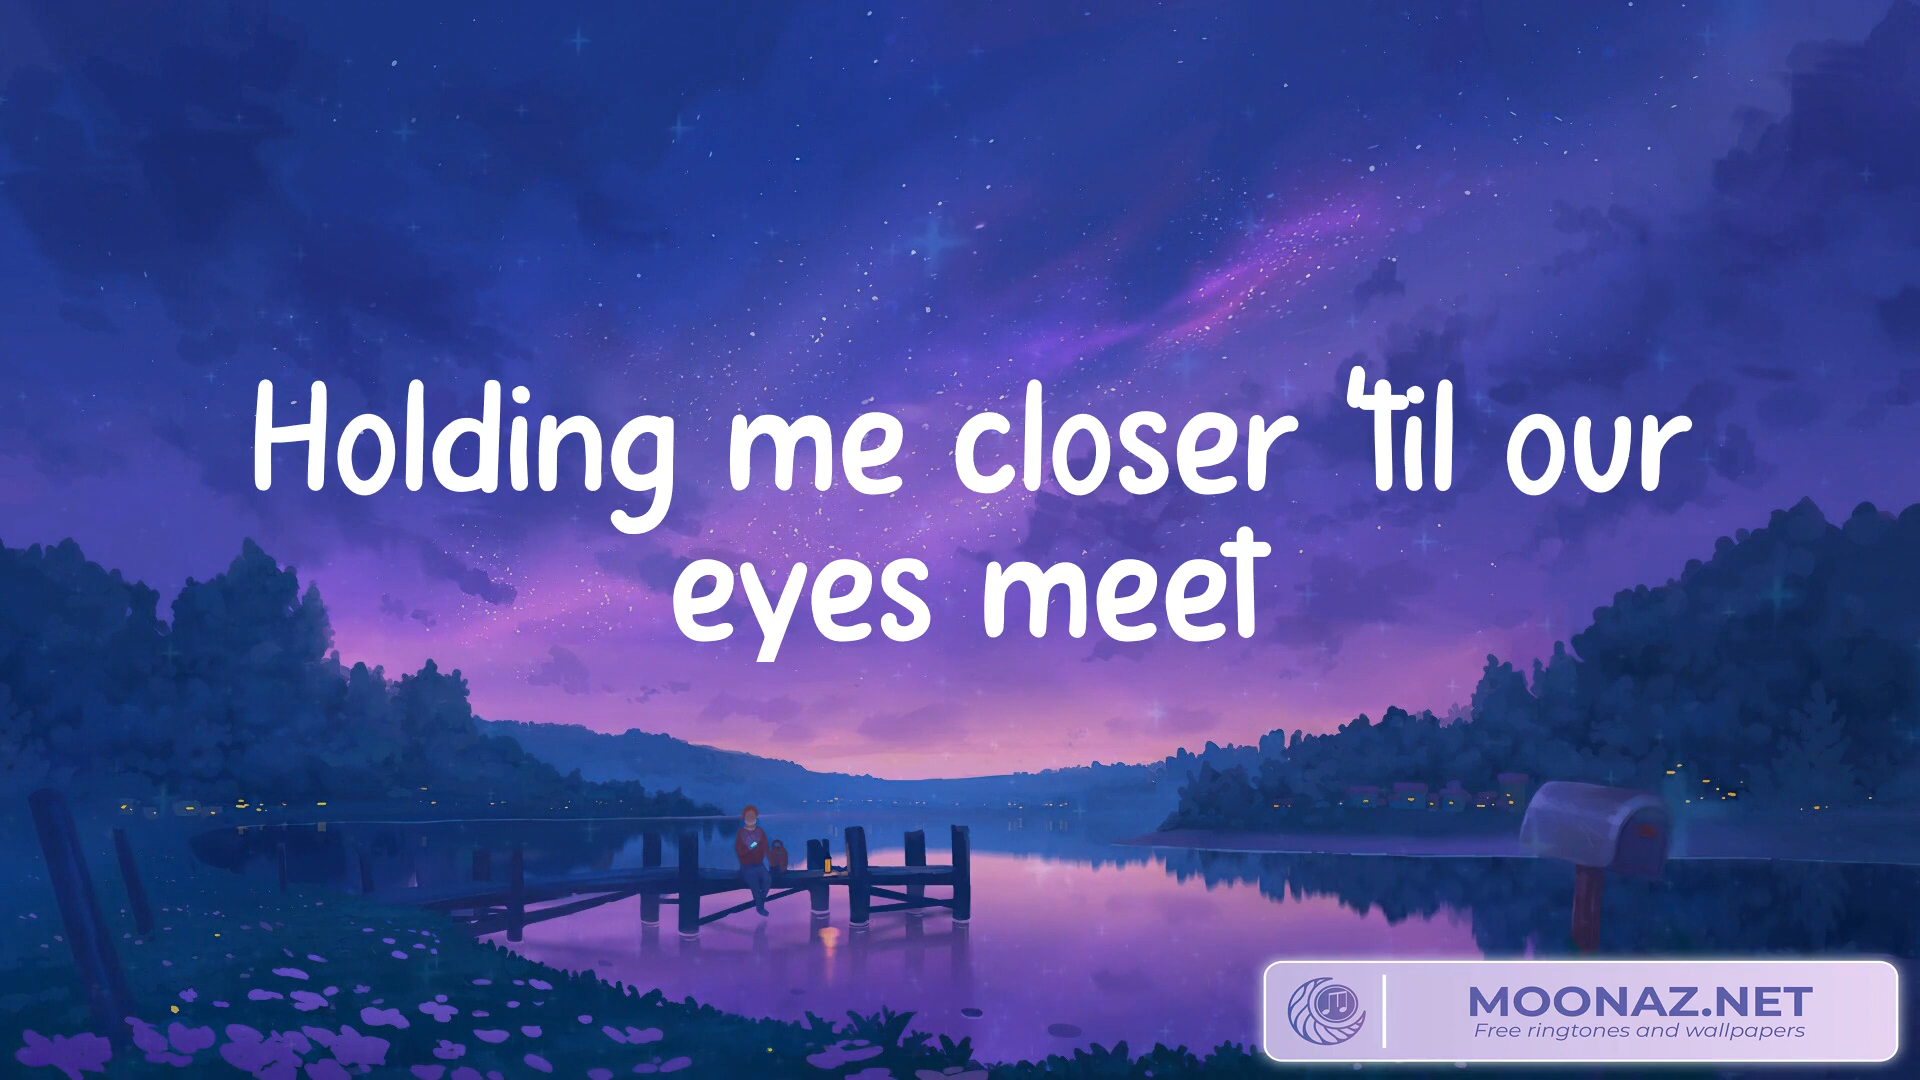 Holding me closer 'til our
eyes meet
MOONAZ.NET
Free ringtones and wallpapers